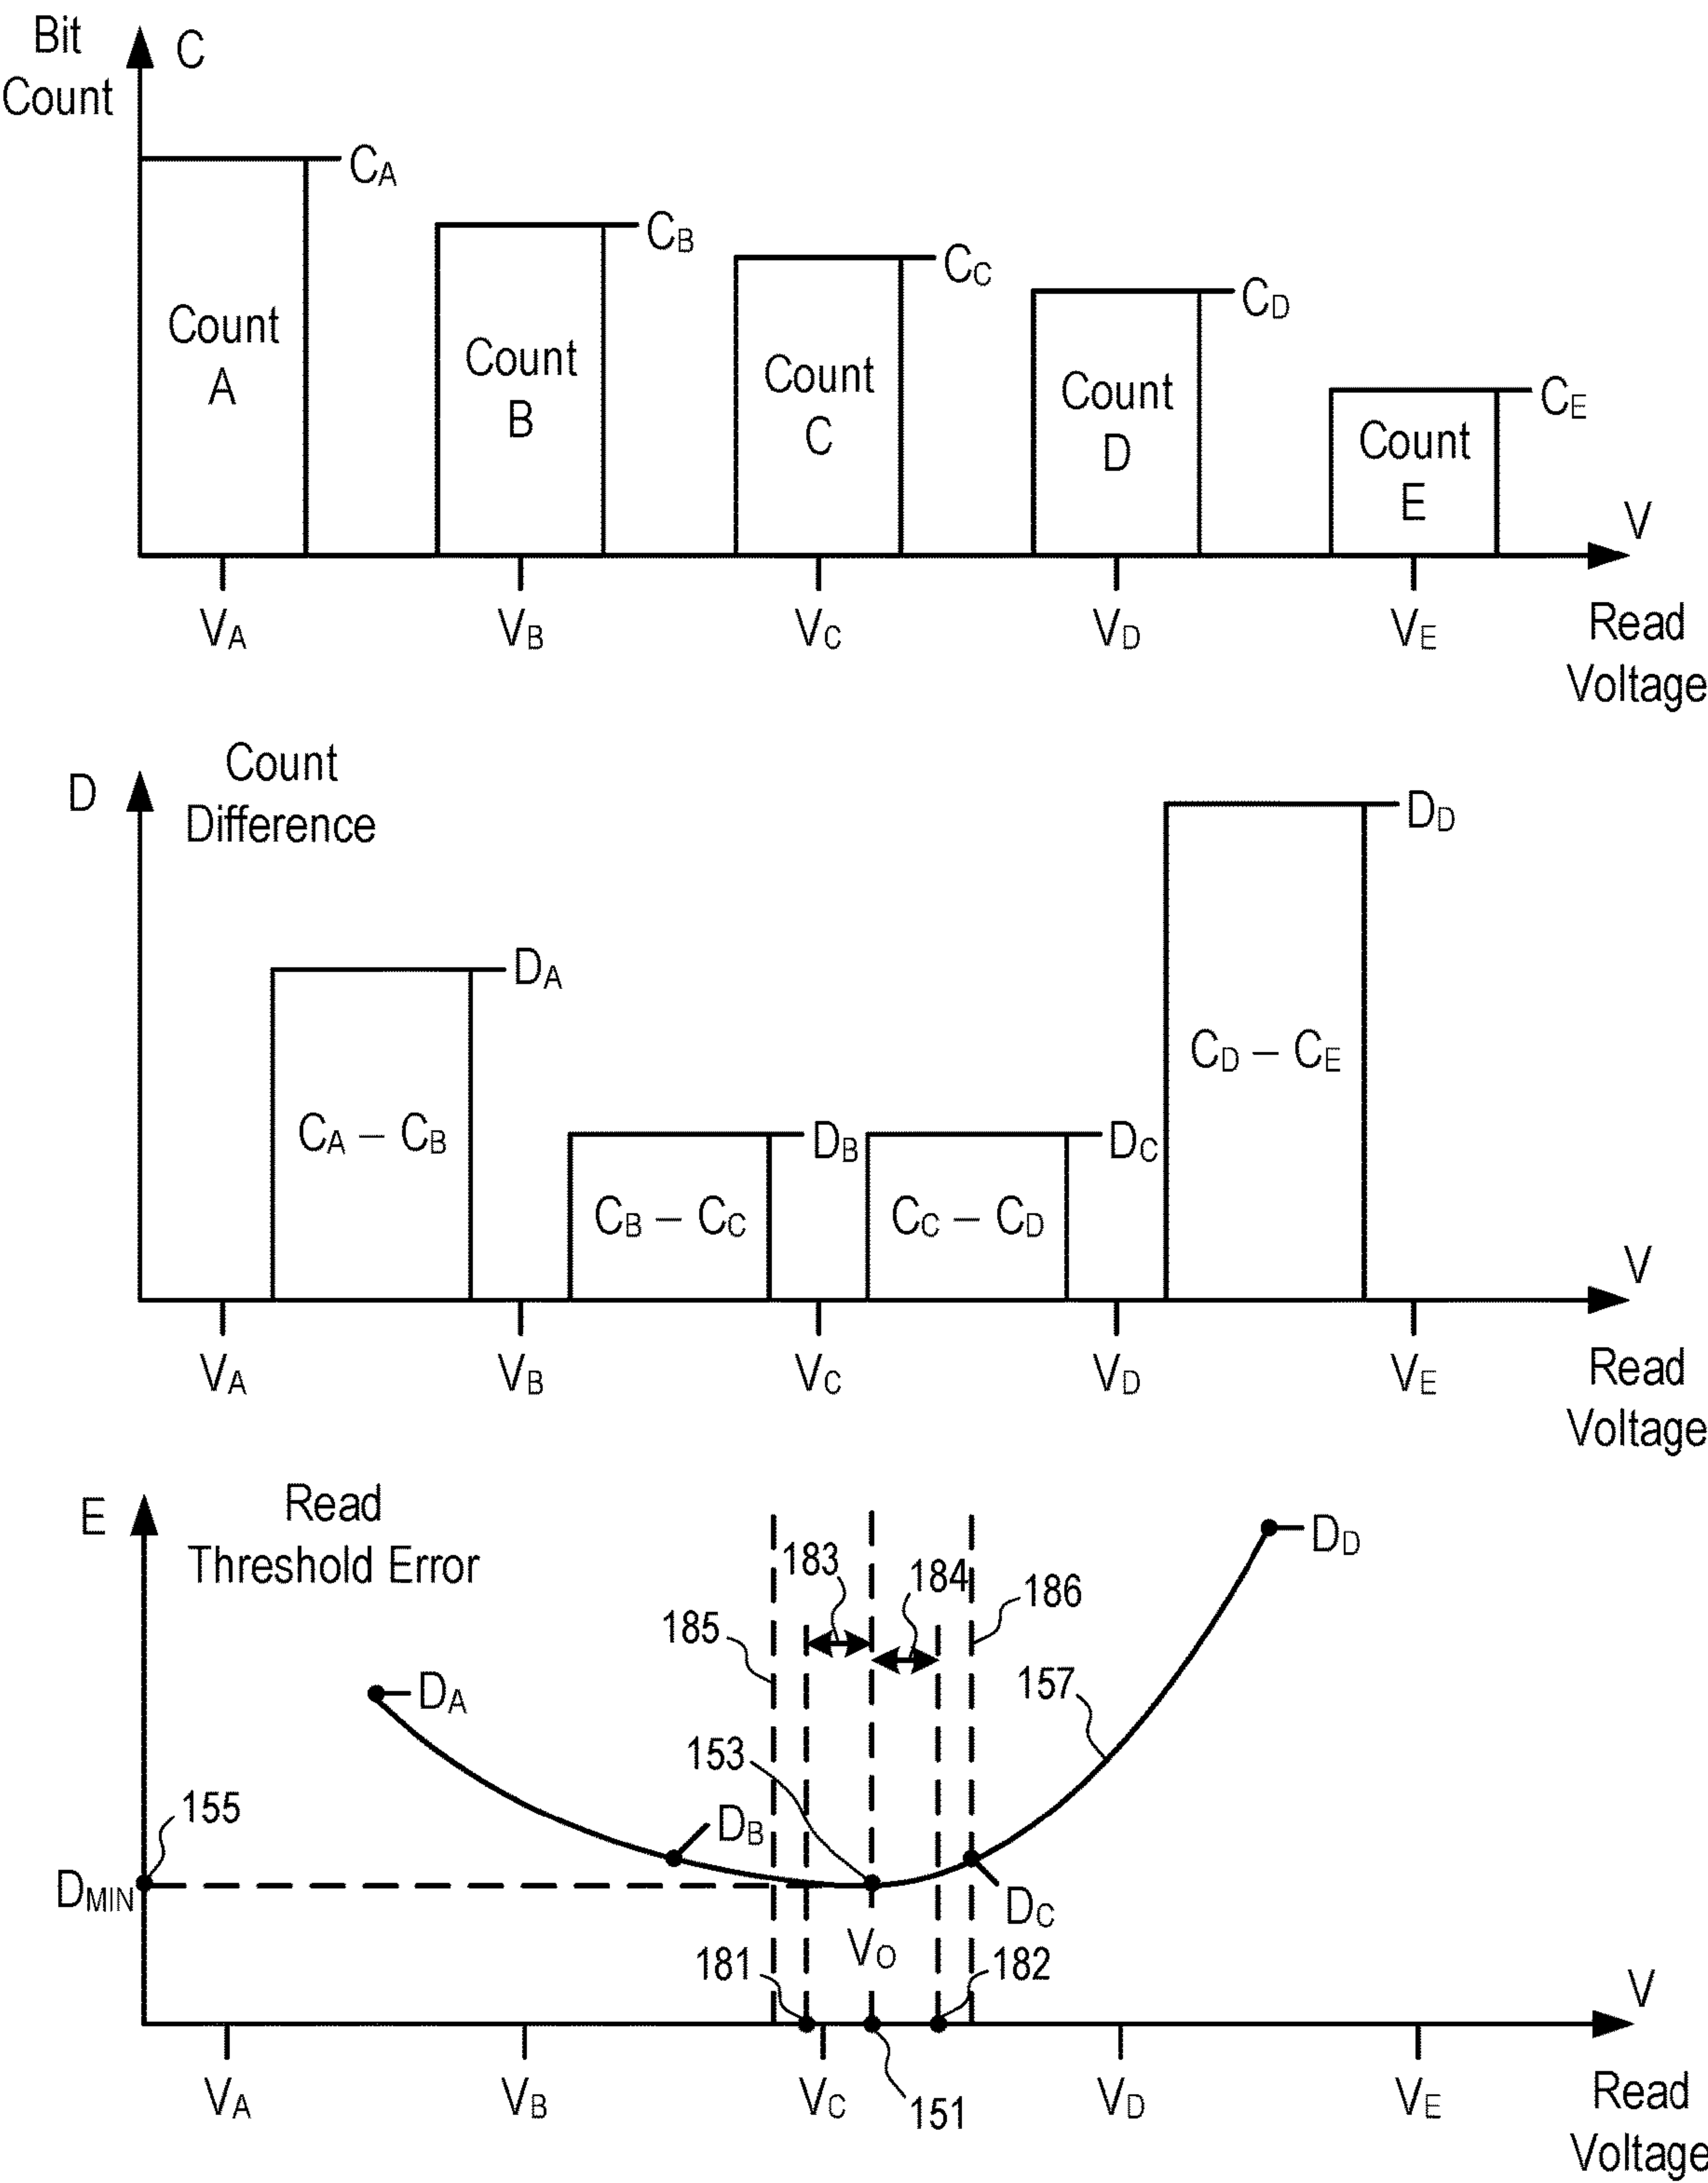 Bit
Count
C
CA
CB
CC
CD
CE
Count
A
Count
B
Count
C
Count
D
Count
E
V
VA
VB
VC
VD
VE
Read
Voltage
D
Count
Difference
DA
DB
DC
DD
CA – CB
CB – CC
CC – CD
CD – CE
V
VA
VB
VC
VD
VE
Read
Voltage
E
Read
Threshold Error
183
184
186
185
DD
DA
157
153
155
DB
DMIN
DC
VO
181
182
V
VA
VB
VC
151
VD
VE
Read
Voltage